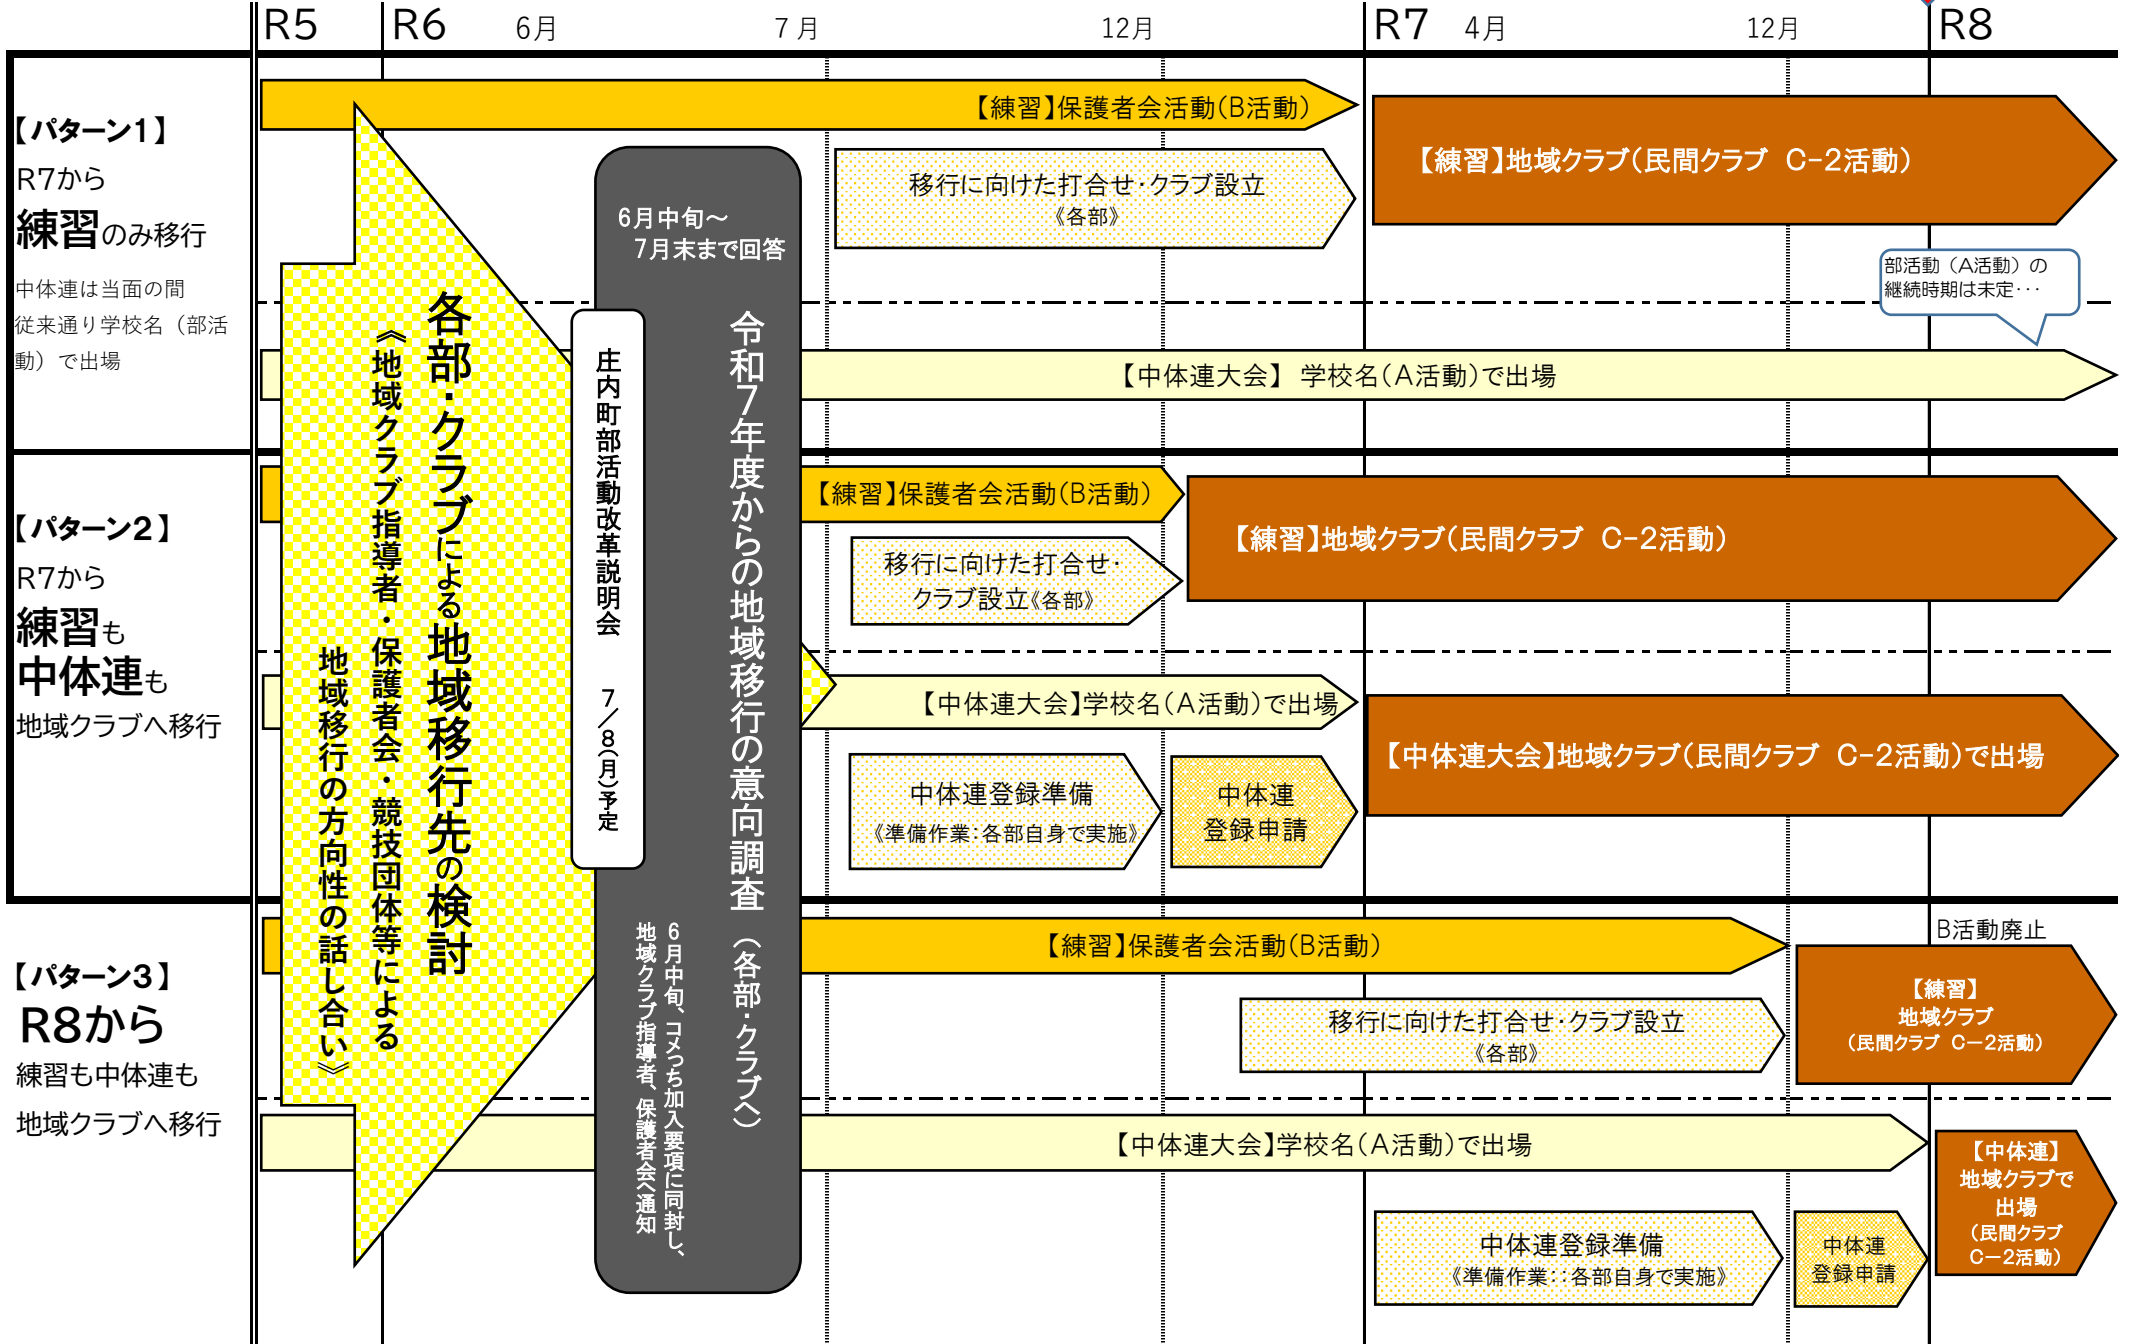 R5
R6
6月
7月
12月
R7
4月
12月
R8
【パターン1】
R7から
練習のみ移行
中体連は当面の間
従来通り学校名（部活
動）で出場
【練習】保護者会活動(B活動)
【練習】地域クラブ(民間クラブ C-2活動)
移行に向けた打合せ・クラブ設立
《各部》
部活動（A活動）の
継続時期は未定・・・
【中体連大会】 学校名(A活動)で出場
各部・クラブによる地域移行先の検討
《地域クラブ指導者・保護者会・競技団体等による
地域移行の方向性の話し合い》
6月中旬～
7月末まで回答
令和7年度からの地域移行の意向調査（各部・クラブへ）
庄内町部活動改革説明会 7/8(月)予定
6月中旬、コメっち加入要項に同封し、
地域クラブ指導者、保護者会へ通知
【パターン2】
R7から
練習も
中体連も
地域クラブへ移行
【練習】保護者会活動(B活動)
【練習】地域クラブ(民間クラブ C-2活動)
移行に向けた打合せ・
クラブ設立《各部》
【中体連大会】学校名(A活動)で出場
【中体連大会】地域クラブ(民間クラブ C-2活動)で出場
中体連登録準備
《準備作業:各部自身で実施》
中体連
登録申請
【パターン3】
R8から
練習も中体連も
地域クラブへ移行
【練習】保護者会活動(B活動)
B活動廃止
【練習】
地域クラブ
(民間クラブ C－2活動)
移行に向けた打合せ・クラブ設立
《各部》
【中体連大会】学校名(A活動)で出場
【中体連】
地域クラブで
出場
(民間クラブ
C－2活動)
中体連登録準備
《準備作業::各部自身で実施》
中体連
登録申請